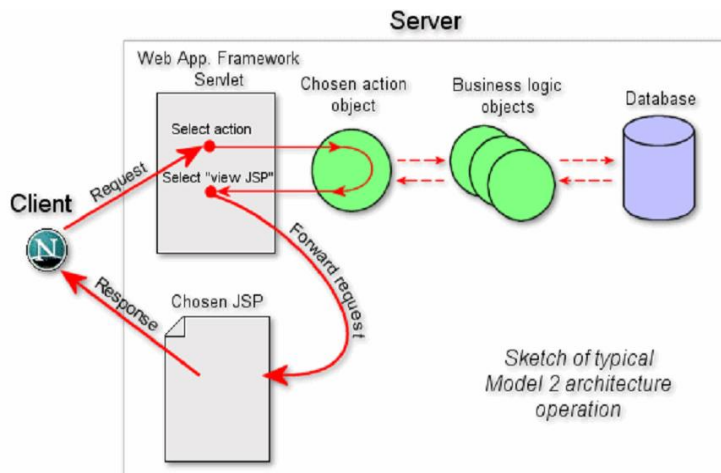 Server
Web App. Framework
Servlet
Chosen action
object
Business logic
objects
Database
Select action
Select "view JSP"
Request
Client
N
Forward request
Response
Chosen JSP
Sketch of typical
Model 2 architecture
operation